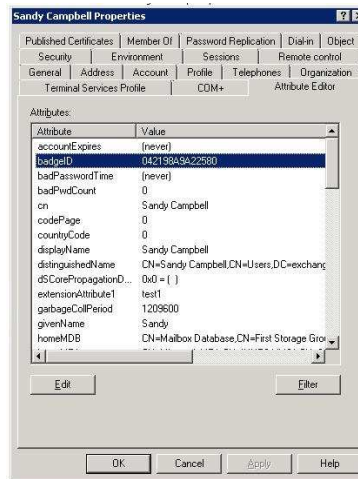 Sandy Campbell Properties
Published Certificates Member Of Password Replication Dial-in Object
Security Environment Sessions Remote control
General Address Account Profile Telephones Organization
Terminal Services Profile COM+ Attribute Editor
Attributes:
Attribute Value
accountExpires (never)
badgeID 042198A9A22580
badPasswordTime (never)
badPwdCount 0
cn Sandy Campbell
codePage 0
countryCode 0
displayName Sandy Campbell
distinguishedName CN=Sandy Campbell,CN=Users,DC=exchang
dSCorePropagationD... 0x0 = ( )
extensionAttribute1 test1
garbageCollPeriod 1209600
givenName Sandy
homeMDB CN=Mailbox Database,CN=First Storage Grou
Edit Filter
OK Cancel Apply Help